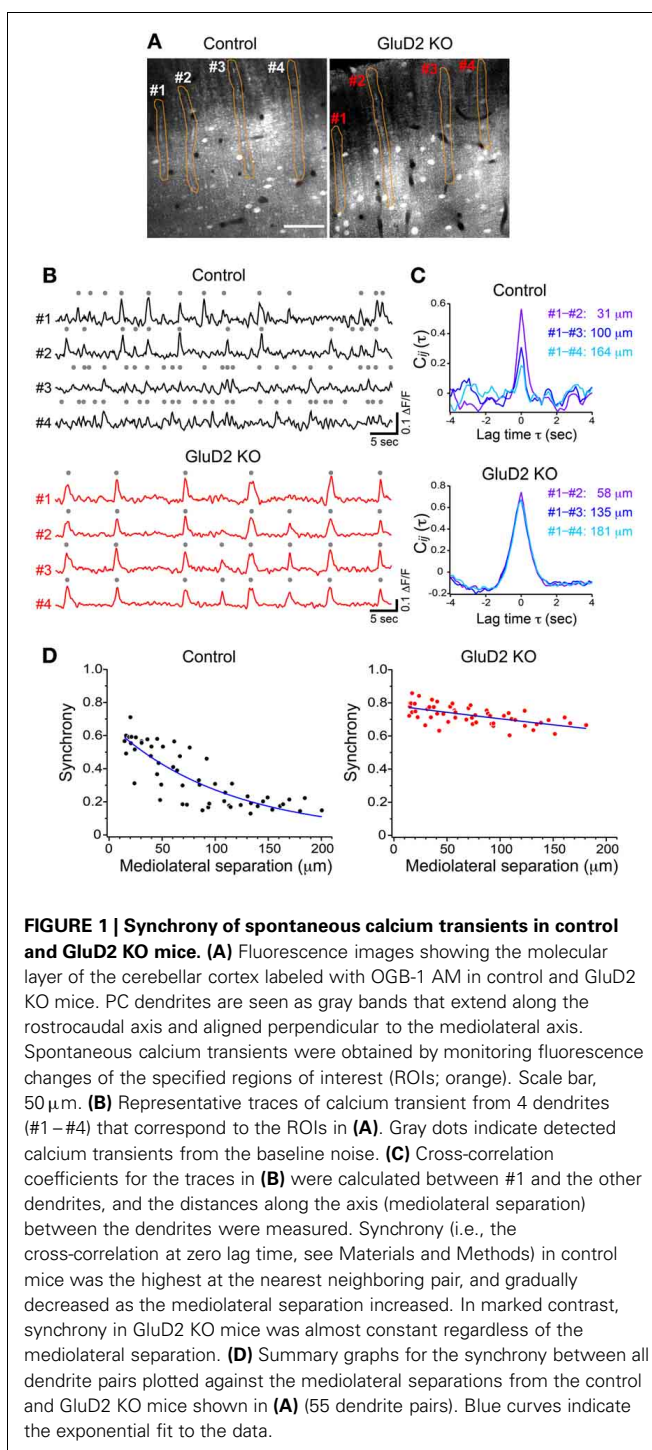 A
Control
GluD2 KO
#1
#2
#3
#4
#1
#2
#3
#4
B
Control
#1
#2
#3
#4
0.1 ΔF/F
5 sec
GluD2 KO
#1
#2
#3
#4
0.1 ΔF/F
5 sec
C
Control
#1–#2: 31 μm
#1–#3: 100 μm
#1–#4: 164 μm
Cij (τ)
0.6
0.4
0.2
0
-4 -2 0 2 4
Lag time τ (sec)
GluD2 KO
#1–#2: 58 μm
#1–#3: 135 μm
#1–#4: 181 μm
Cij (τ)
0.8
0.6
0.4
0.2
0
-0.2
-4 -2 0 2 4
Lag time τ (sec)
D
Control
Synchrony
1.0
0.8
0.6
0.4
0.2
0
0 50 100 150 200
Mediolateral separation (μm)
GluD2 KO
Synchrony
1.0
0.8
0.6
0.4
0.2
0
0 50 100 150 200
Mediolateral separation (μm)
FIGURE 1 | Synchrony of spontaneous calcium transients in control
and GluD2 KO mice. (A) Fluorescence images showing the molecular
layer of the cerebellar cortex labeled with OGB-1 AM in control and GluD2
KO mice. PC dendrites are seen as gray bands that extend along the
rostrocaudal axis and aligned perpendicular to the mediolateral axis.
Spontaneous calcium transients were obtained by monitoring fluorescence
changes of the specified regions of interest (ROIs; orange). Scale bar,
50 μm. (B) Representative traces of calcium transient from 4 dendrites
(#1 – #4) that correspond to the ROIs in (A). Gray dots indicate detected
calcium transients from the baseline noise. (C) Cross-correlation
coefficients for the traces in (B) were calculated between #1 and the other
dendrites, and the distances along the axis (mediolateral separation)
between the dendrites were measured. Synchrony (i.e., the
cross-correlation at zero lag time, see Materials and Methods) in control
mice was the highest at the nearest neighboring pair, and gradually
decreased as the mediolateral separation increased. In marked contrast,
synchrony in GluD2 KO mice was almost constant regardless of the
mediolateral separation. (D) Summary graphs for the synchrony between all
dendrite pairs plotted against the mediolateral separations from the control
and GluD2 KO mice shown in (A) (55 dendrite pairs). Blue curves indicate
the exponential fit to the data.